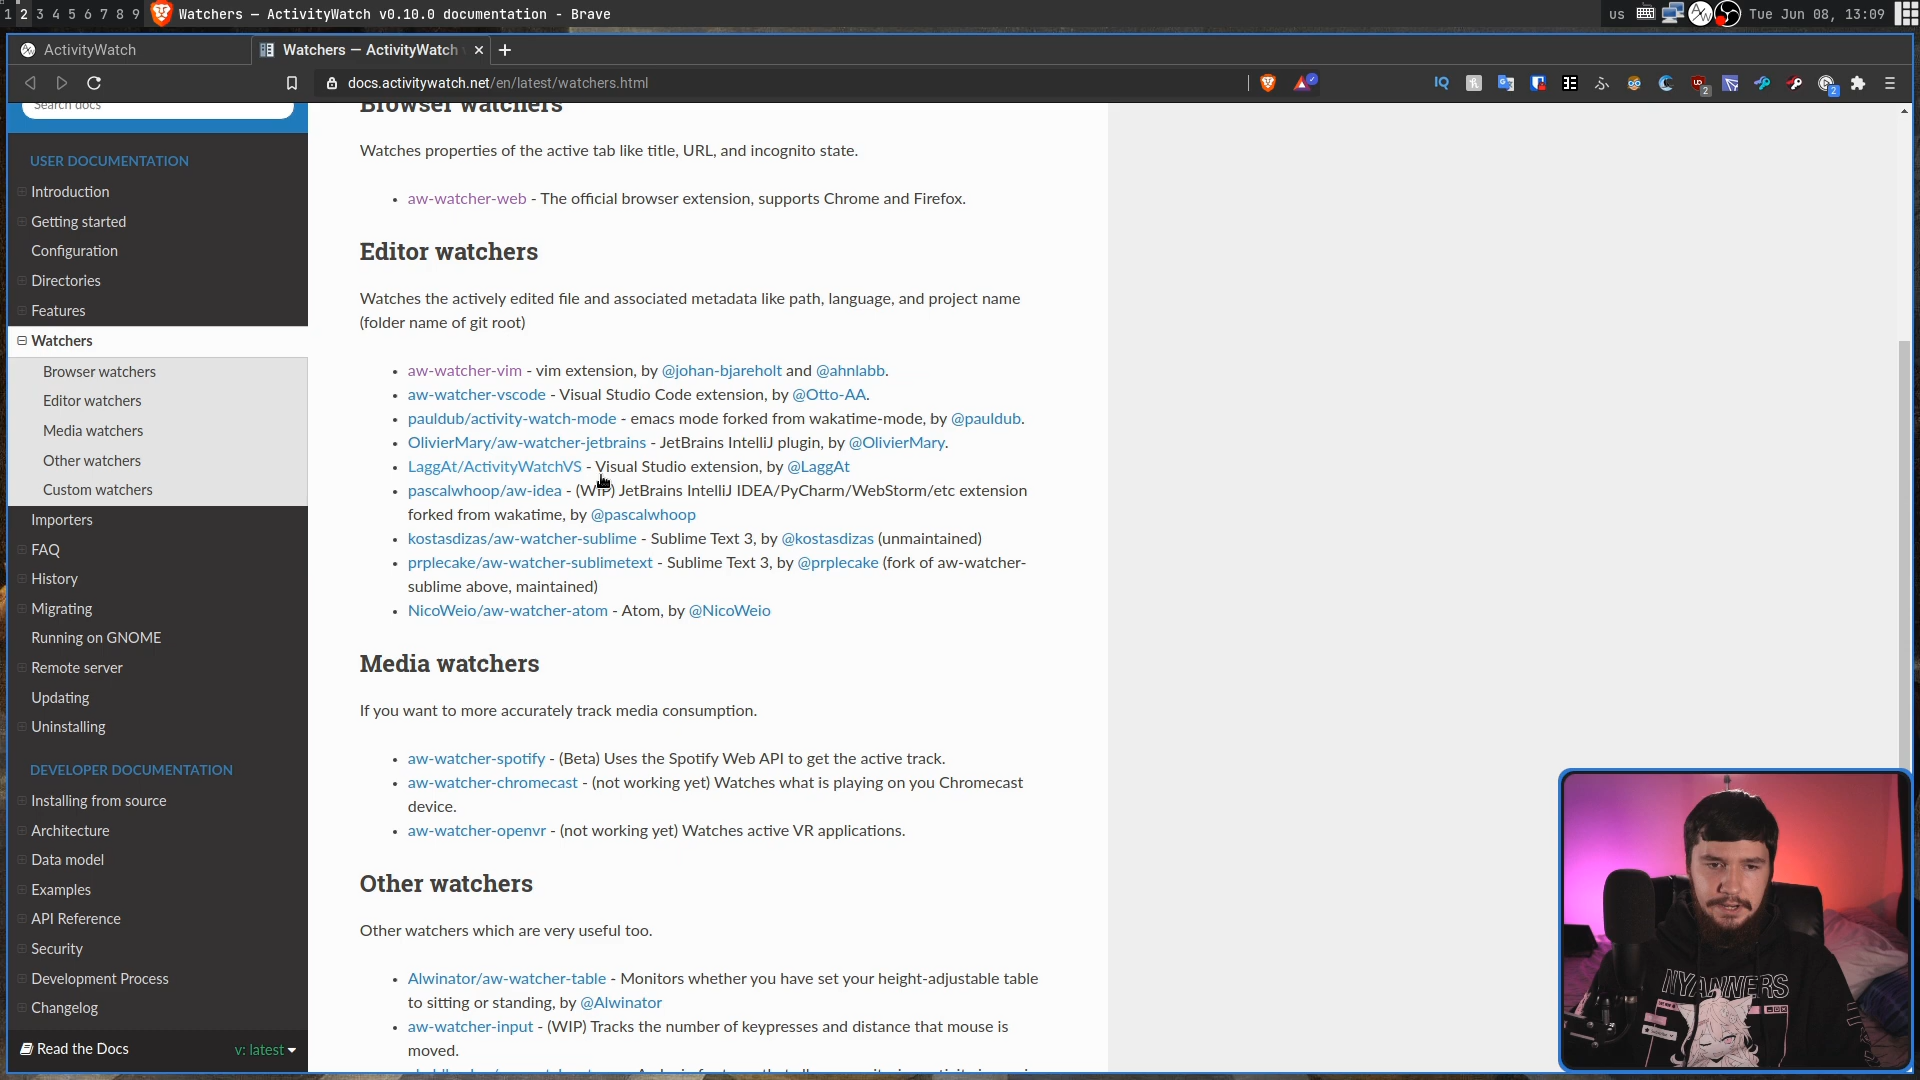 1 2 3 4 5 6 7 8 9 Watchers — ActivityWatch v0.10.0 documentation - Brave
us Tue Jun 08, 13:09
ActivityWatch
Watchers — ActivityWatch
docs.activitywatch.net/en/latest/watchers.html
Search docs
USER DOCUMENTATION
Introduction
Getting started
Configuration
Directories
Features
Watchers
Browser watchers
Editor watchers
Media watchers
Other watchers
Custom watchers
Importers
FAQ
History
Migrating
Running on GNOME
Remote server
Updating
Uninstalling
DEVELOPER DOCUMENTATION
Installing from source
Architecture
Data model
Examples
API Reference
Security
Development Process
Changelog
Read the Docs v: latest
Browser watchers
Watches properties of the active tab like title, URL, and incognito state.
• aw-watcher-web - The official browser extension, supports Chrome and Firefox.
Editor watchers
Watches the actively edited file and associated metadata like path, language, and project name
(folder name of git root)
• aw-watcher-vim - vim extension, by @johan-bjareholt and @ahnlabb.
• aw-watcher-vscode - Visual Studio Code extension, by @Otto-AA.
• pauldub/activity-watch-mode - emacs mode forked from wakatime-mode, by @pauldub.
• OlivierMary/aw-watcher-jetbrains - JetBrains IntelliJ plugin, by @OlivierMary.
• LaggAt/ActivityWatchVS - Visual Studio extension, by @LaggAt
• pascalwhoop/aw-idea - (WIP) JetBrains IntelliJ IDEA/PyCharm/WebStorm/etc extension
forked from wakatime, by @pascalwhoop
• kostasdizas/aw-watcher-sublime - Sublime Text 3, by @kostasdizas (unmaintained)
• prplecake/aw-watcher-sublimetext - Sublime Text 3, by @prplecake (fork of aw-watcher-
sublime above, maintained)
• NicoWeio/aw-watcher-atom - Atom, by @NicoWeio
Media watchers
If you want to more accurately track media consumption.
• aw-watcher-spotify - (Beta) Uses the Spotify Web API to get the active track.
• aw-watcher-chromecast - (not working yet) Watches what is playing on you Chromecast
device.
• aw-watcher-openvr - (not working yet) Watches active VR applications.
Other watchers
Other watchers which are very useful too.
• Alwinator/aw-watcher-table - Monitors whether you have set your height-adjustable table
to sitting or standing, by @Alwinator
• aw-watcher-input - (WIP) Tracks the number of keypresses and distance that mouse is
moved.
NYANNERS